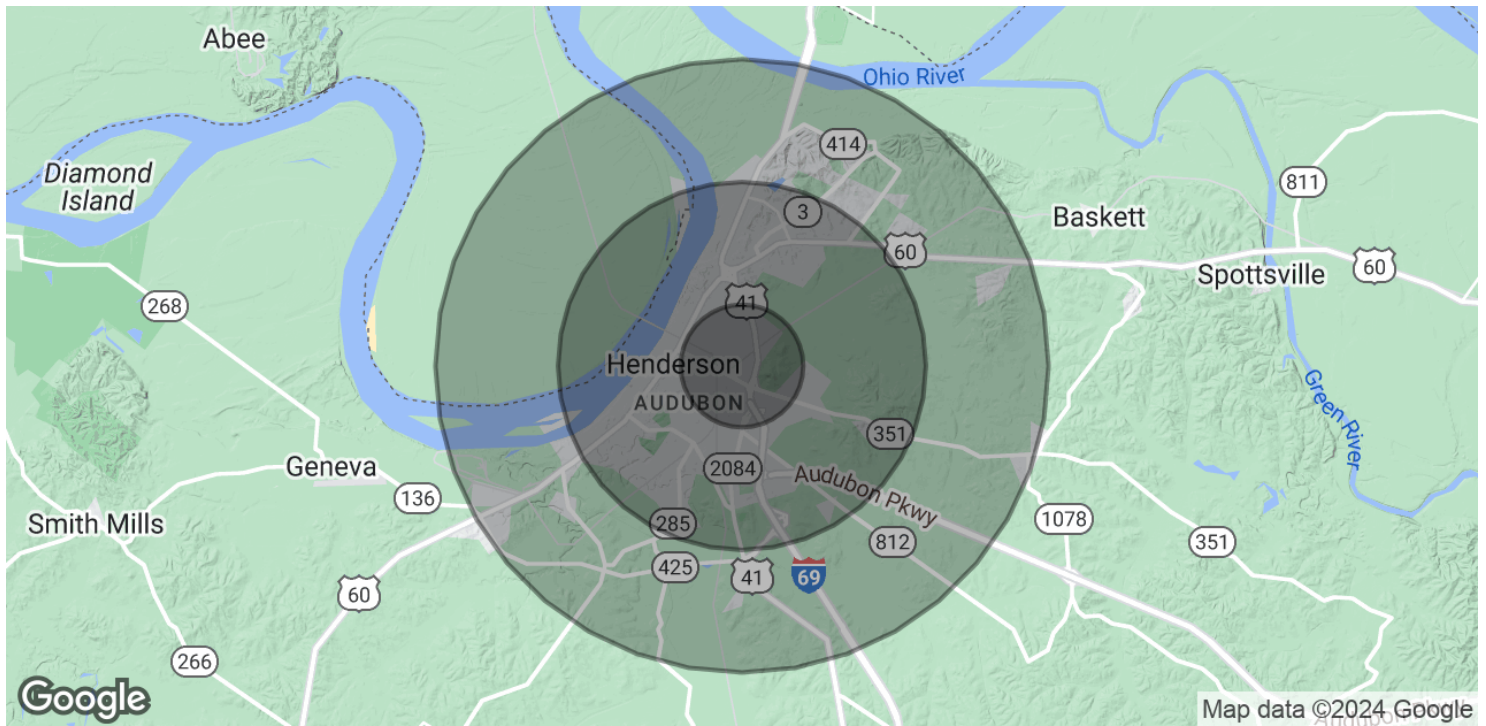 Abee
Ohio River
414
Diamond
Island
811
3
Baskett
60
Spottsville
60
268
41
Henderson
AUDUBON
Green River
351
Geneva
2084
Audubon Pkwy
136
Smith Mills
285
1078
812
351
425
41
69
60
266
Google
Map data ©2024 Google